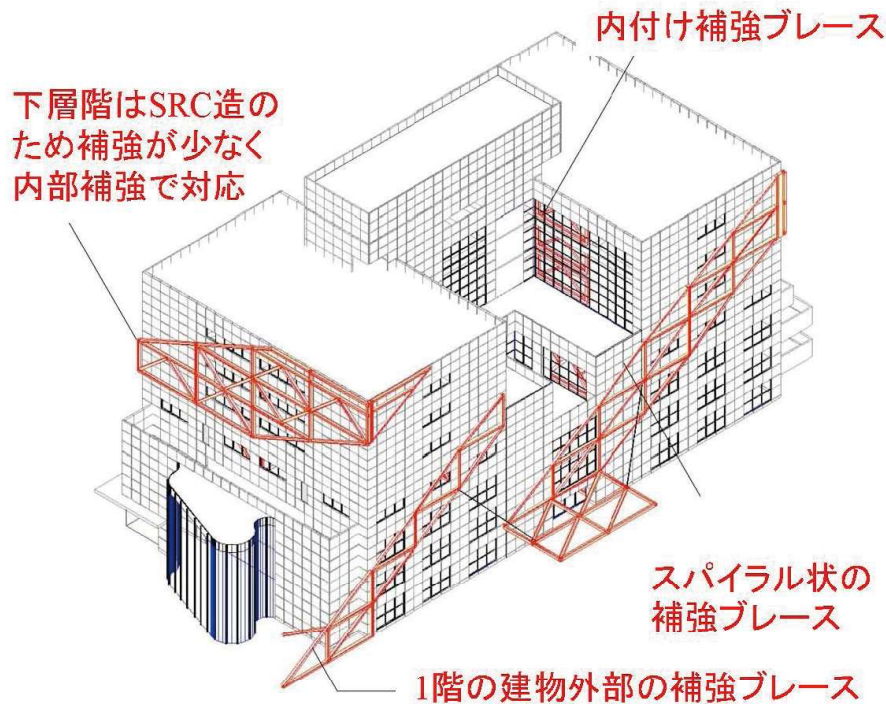 内付け補強ブレース
下層階はSRC造の
ため補強が少なく
内部補強で対応
スパイラル状の
補強ブレース
1階の建物外部の補強ブレース